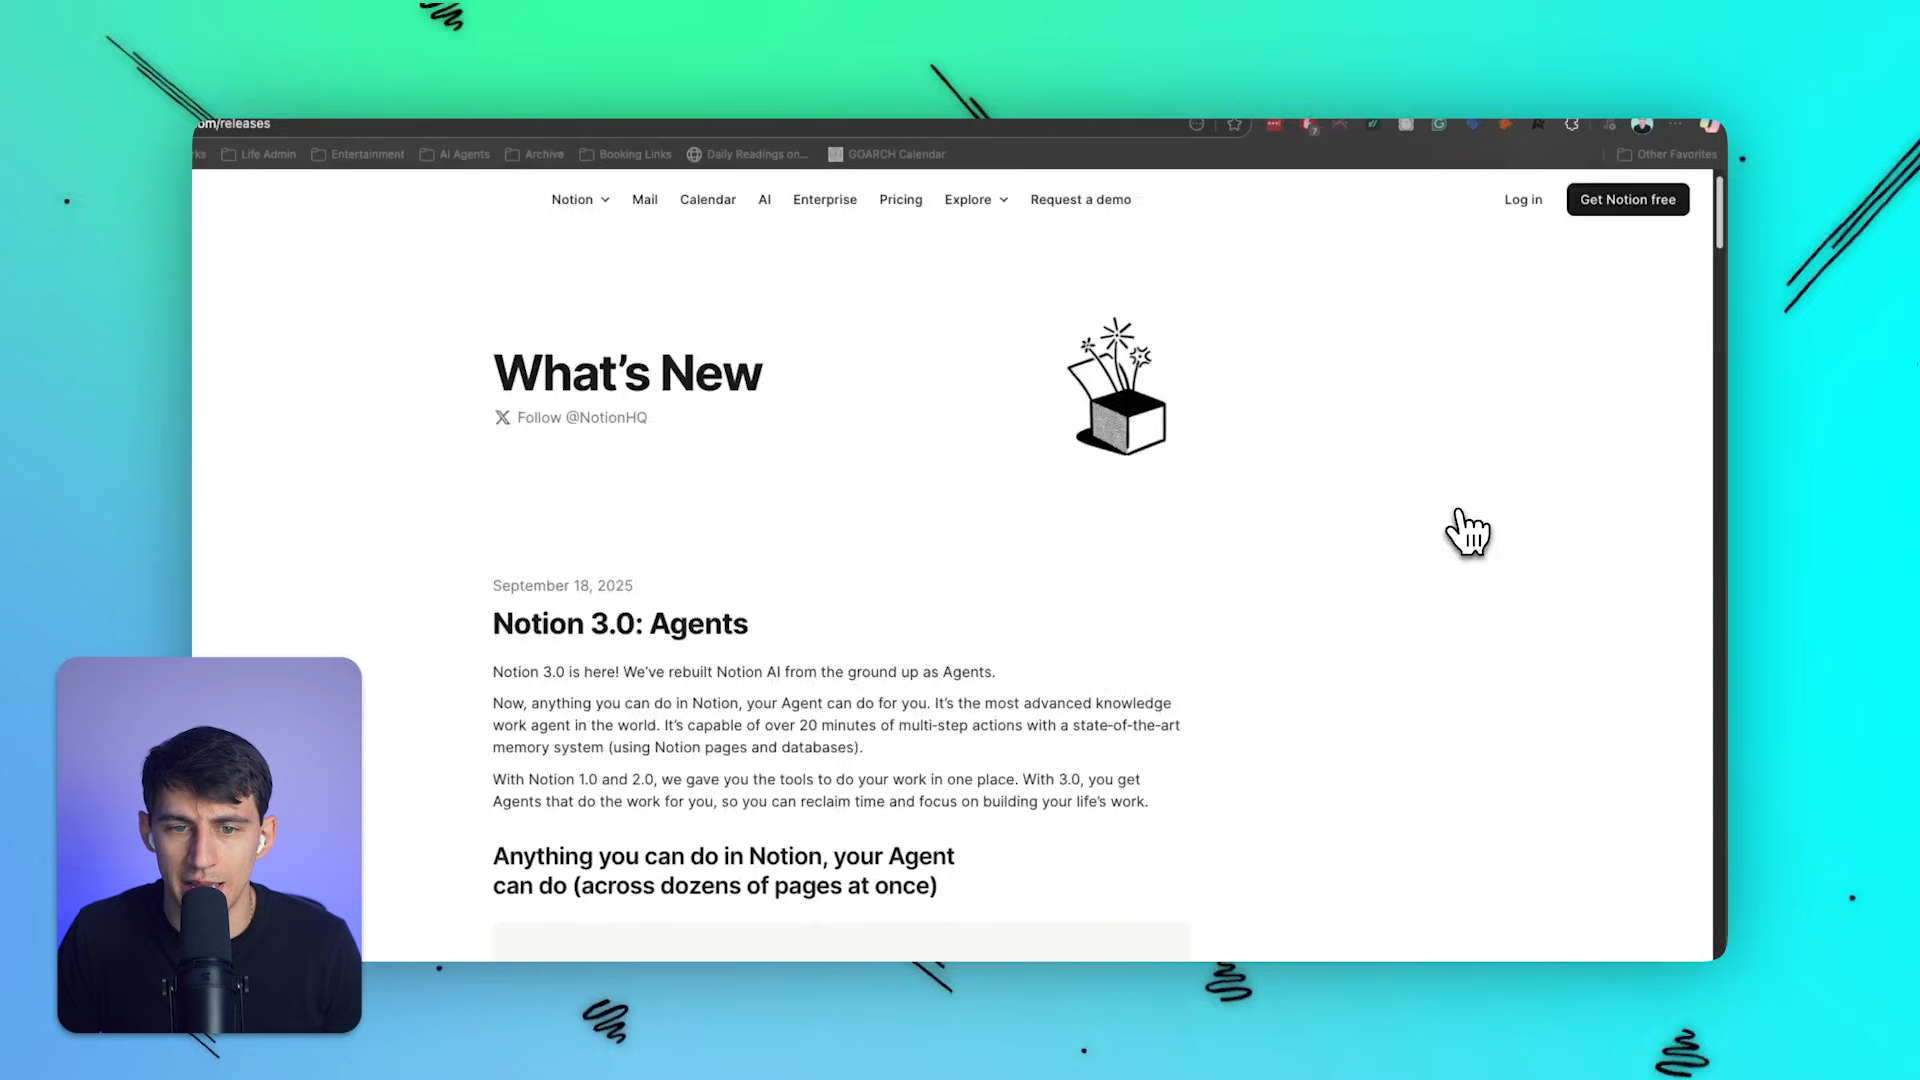 om/releases
7
ks Life Admin Entertainment AI Agents Archive Booking Links Daily Readings on... GOARCH Calendar Other Favorites
Notion Mail Calendar AI Enterprise Pricing Explore Request a demo Log in Get Notion free
What's New
Follow @NotionHQ
September 18, 2025
Notion 3.0: Agents
Notion 3.0 is here! We've rebuilt Notion AI from the ground up as Agents.
Now, anything you can do in Notion, your Agent can do for you. It's the most advanced knowledge
work agent in the world. It's capable of over 20 minutes of multi-step actions with a state-of-the-art
memory system (using Notion pages and databases).
With Notion 1.0 and 2.0, we gave you the tools to do your work in one place. With 3.0, you get
Agents that do the work for you, so you can reclaim time and focus on building your life's work.
Anything you can do in Notion, your Agent
can do (across dozens of pages at once)